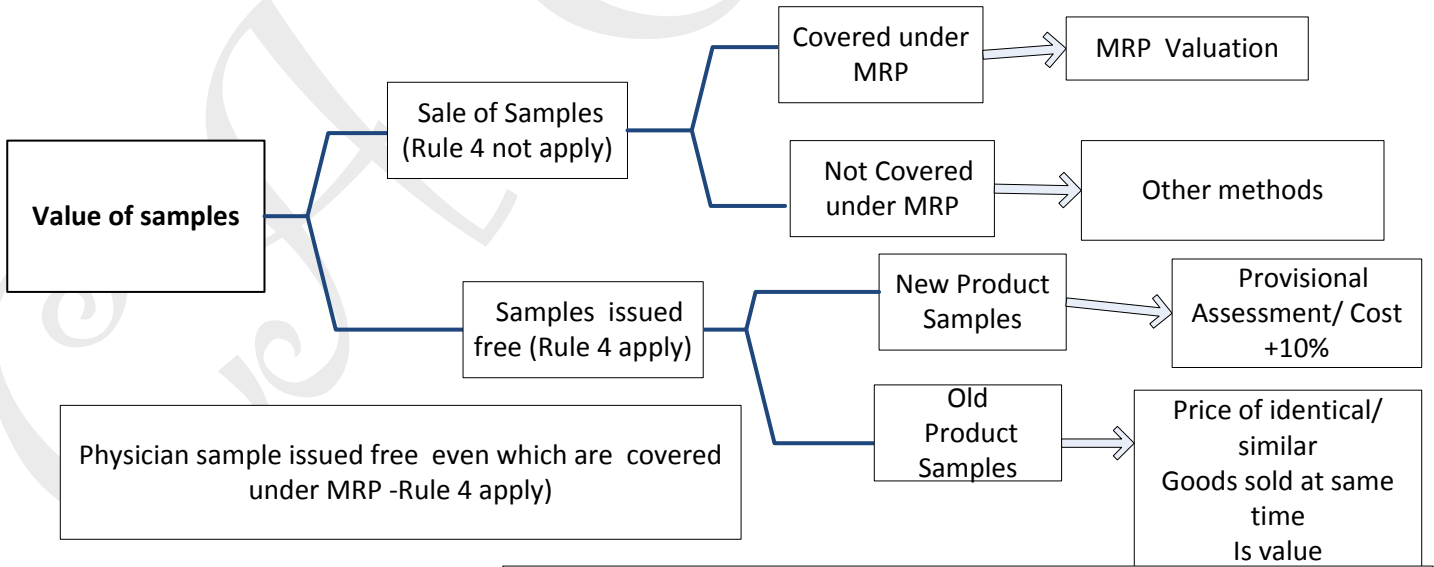 Value of samples
Sale of Samples
(Rule 4 not apply)
Covered under
MRP
MRP Valuation
Not Covered
under MRP
Other methods
Samples issued
free (Rule 4 apply)
New Product
Samples
Provisional
Assessment/ Cost
+10%
Old
Product
Samples
Price of identical/
similar
Goods sold at same
time
Is value
Physician sample issued free even which are covered
under MRP -Rule 4 apply)